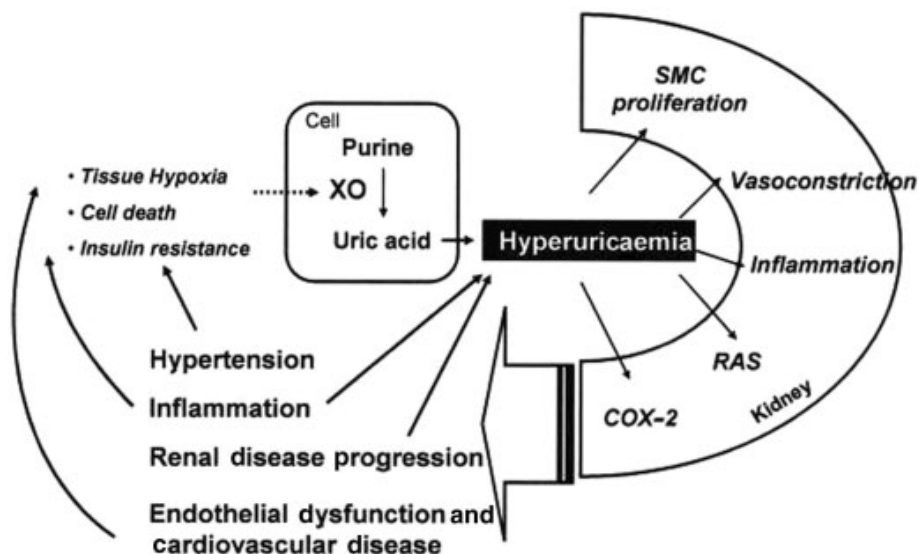 SMC
proliferation
Cell
Purine
• Tissue Hypoxia
XO
Vasoconstriction
• Cell death
Uric acid
Hyperuricaemia
• Insulin resistance
Inflammation
Hypertension
RAS
Inflammation
COX-2
Kidney
Renal disease progression
Endothelial dysfunction and
cardiovascular disease